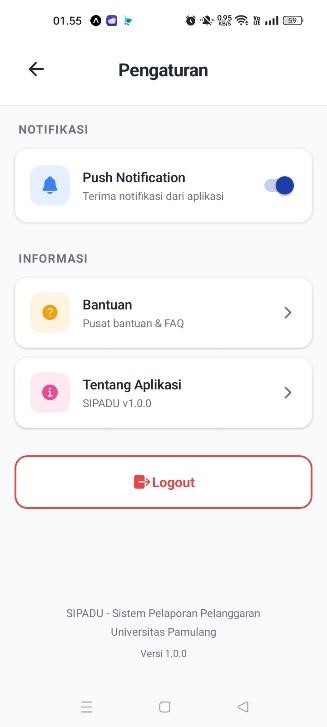 01.55
0,95
KB/S
59
Pengaturan
NOTIFIKASI
Push Notification
Terima notifikasi dari aplikasi
INFORMASI
Bantuan
Pusat bantuan & FAQ
Tentang Aplikasi
SIPADU v1.0.0
Logout
SIPADU - Sistem Pelaporan Pelanggaran
Universitas Pamulang
Versi 1.0.0